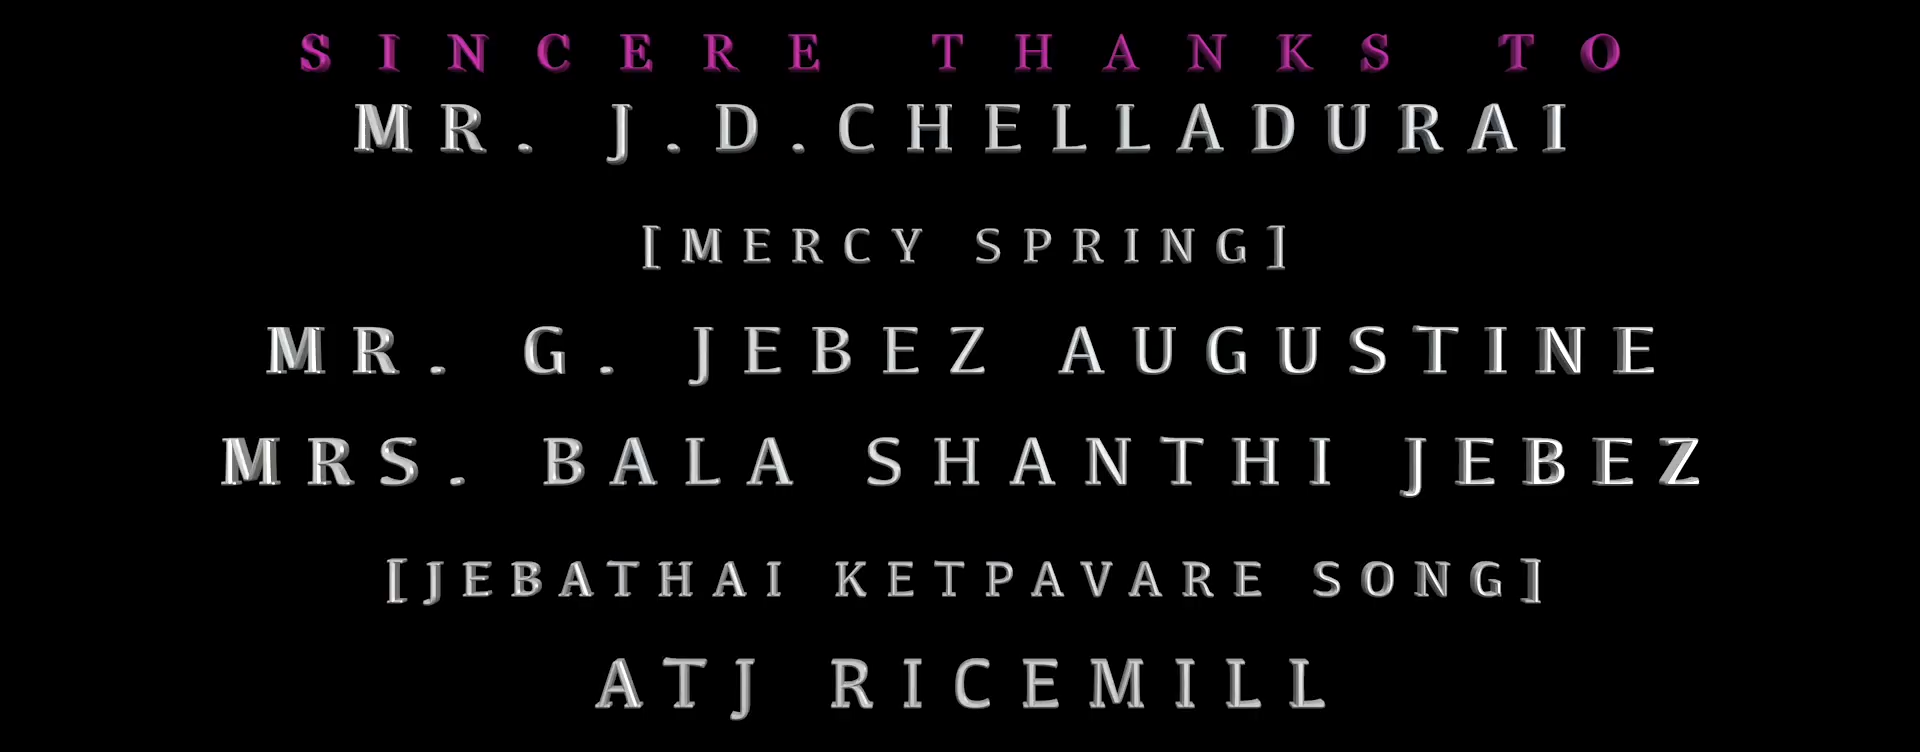 SINCERE THANKS TO
MR. J.D.CHELLADURAI
[MERCY SPRING]
MR. G. JEBEZ AUGUSTINE
MRS. BALA SHANTHI JEBEZ
[JEBATHAI KETPAVARE SONG]
ATJ RICEMILL